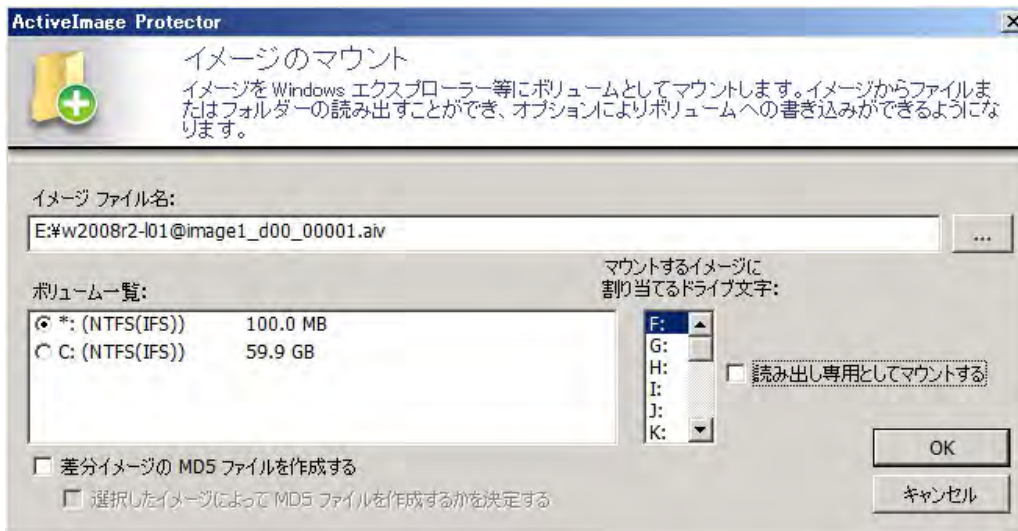 ActiveImage Protector
イメージのマウント
イメージを Windows エクスプローラー等にボリュームとしてマウントします。イメージからファイルま
たはフォルダーの読み出すことができ、オプションによりボリュームへの書き込みができるようにな
ります。
イメージ ファイル名:
E:¥w2008r2-l01@image1_d00_00001.aiv
...
ボリューム一覧:
マウントするイメージに
割り当てるドライブ文字:
*: (NTFS(IFS)) 100.0 MB
C: (NTFS(IFS)) 59.9 GB
F:
G:
H:
I:
J:
K:
読み出し専用としてマウントする
差分イメージの MD5 ファイルを作成する
選択したイメージによって MD5 ファイルを作成するかを決定する
OK
キャンセル